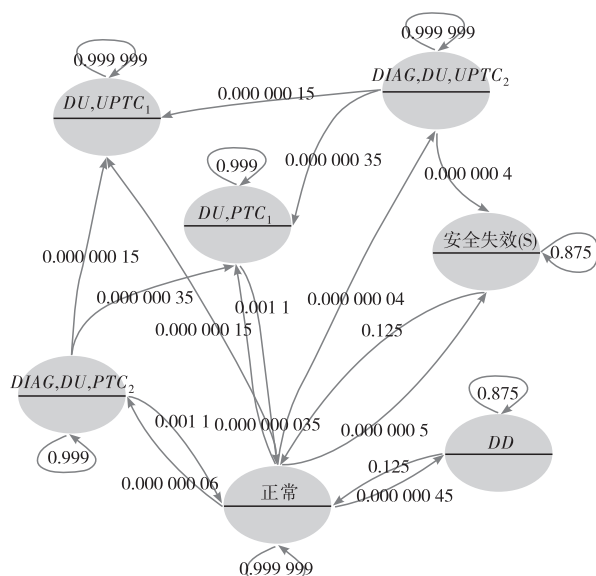 0.999 999
0.999 999
DIAG,DU,UPTC₂
DU,UPTC₁
0.000 000 15
0.999
0.000 000 35
0.000 000 4
DU,PTC₁
安全失效(S)
0.875
0.000 000 15
0.000 000 35
0.001 1
0.000 000 04
0.000 000 15
0.125
DIAG,DU,PTC₂
0.875
0.001 1
0.000 000 035
0.000 000 5
DD
0.999
0.125
0.000 000 06
正常
0.000 000 45
0.999 999